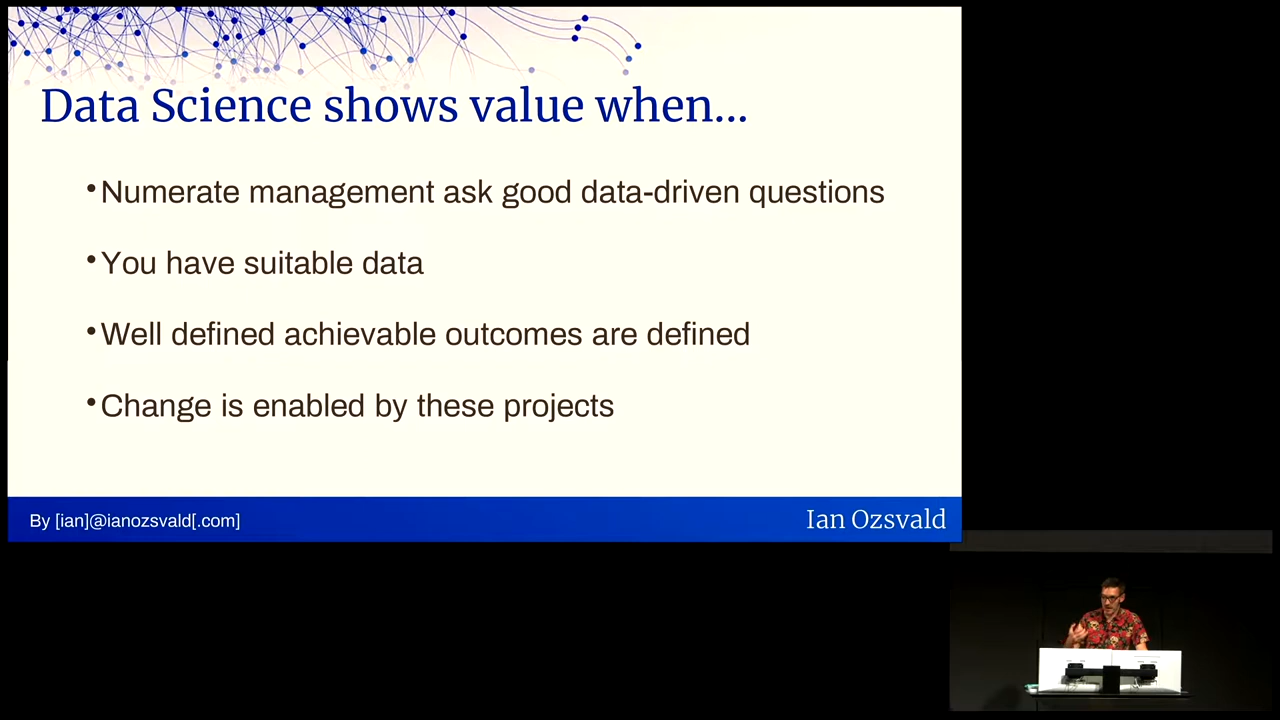 Data Science shows value when...
•Numerate management ask good data-driven questions
•You have suitable data
•Well defined achievable outcomes are defined
•Change is enabled by these projects
By [ian]@ianozsvald[.com]
Ian Ozsvald